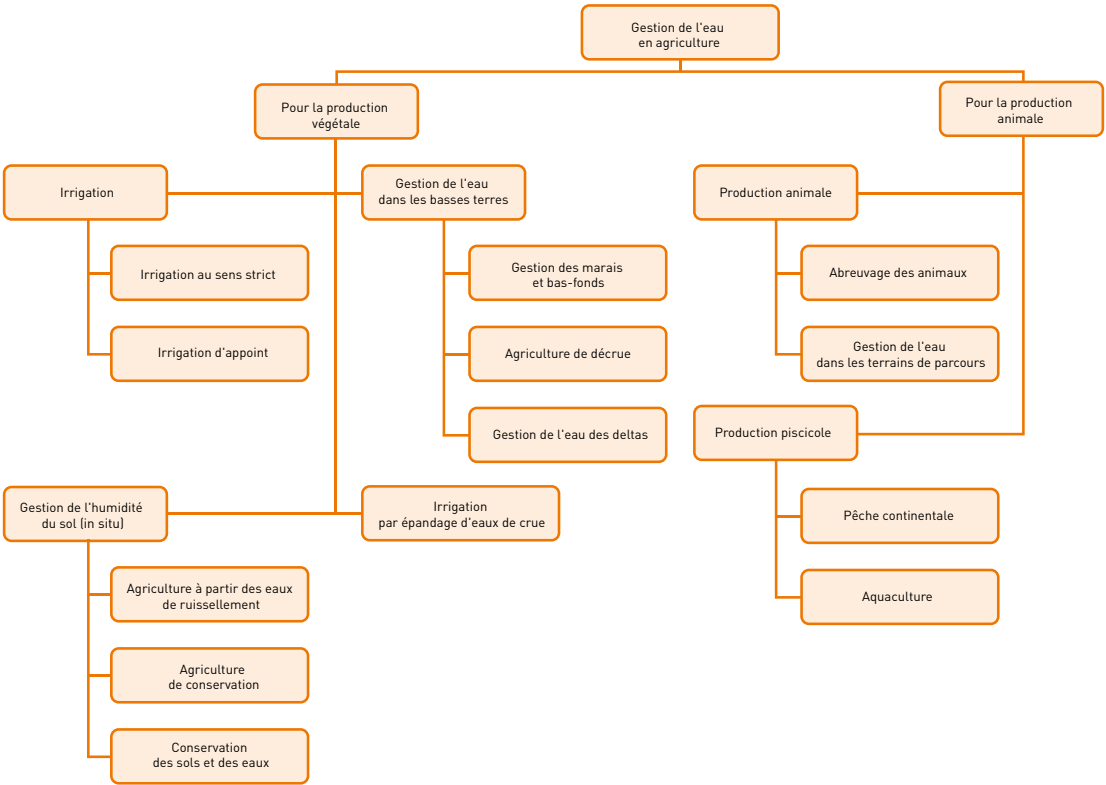 Gestion de l'eau
en agriculture
Pour la production
végétale
Pour la production
animale
Irrigation
Gestion de l'eau
dans les basses terres
Production animale
Irrigation au sens strict
Gestion des marais
et bas-fonds
Abreuvage des animaux
Irrigation d'appoint
Agriculture de décrue
Gestion de l'eau
dans les terrains de parcours
Gestion de l'eau des deltas
Production piscicole
Gestion de l'humidité
du sol (in situ)
Irrigation
par épandage d'eaux de crue
Pêche continentale
Agriculture à partir des eaux
de ruissellement
Aquaculture
Agriculture
de conservation
Conservation
des sols et des eaux